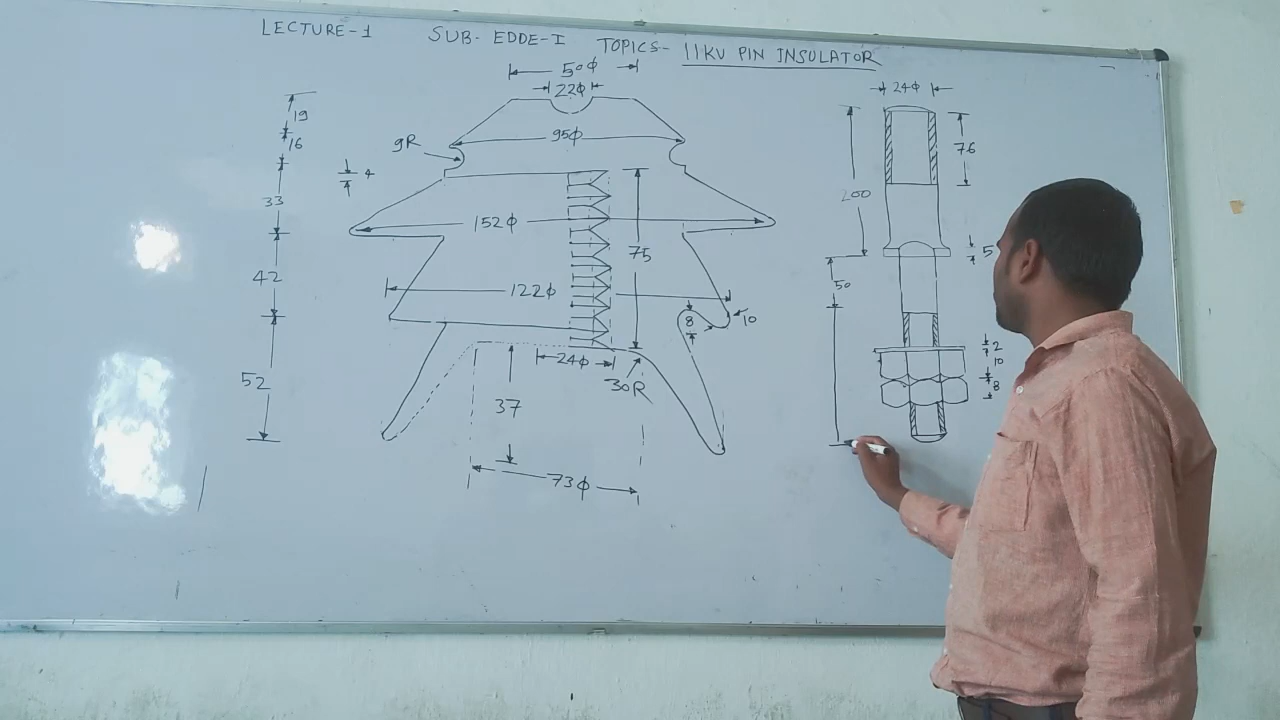 LECTURE-1 SUB- EDDE-I TOPICS- 11KV PIN INSULATOR
50ϕ
22ϕ
19
16
33
42
52
4
9R
95ϕ
152ϕ
122ϕ
75
8
10
24ϕ
30R
37
73ϕ
24ϕ
76
200
5
50
2
10
8